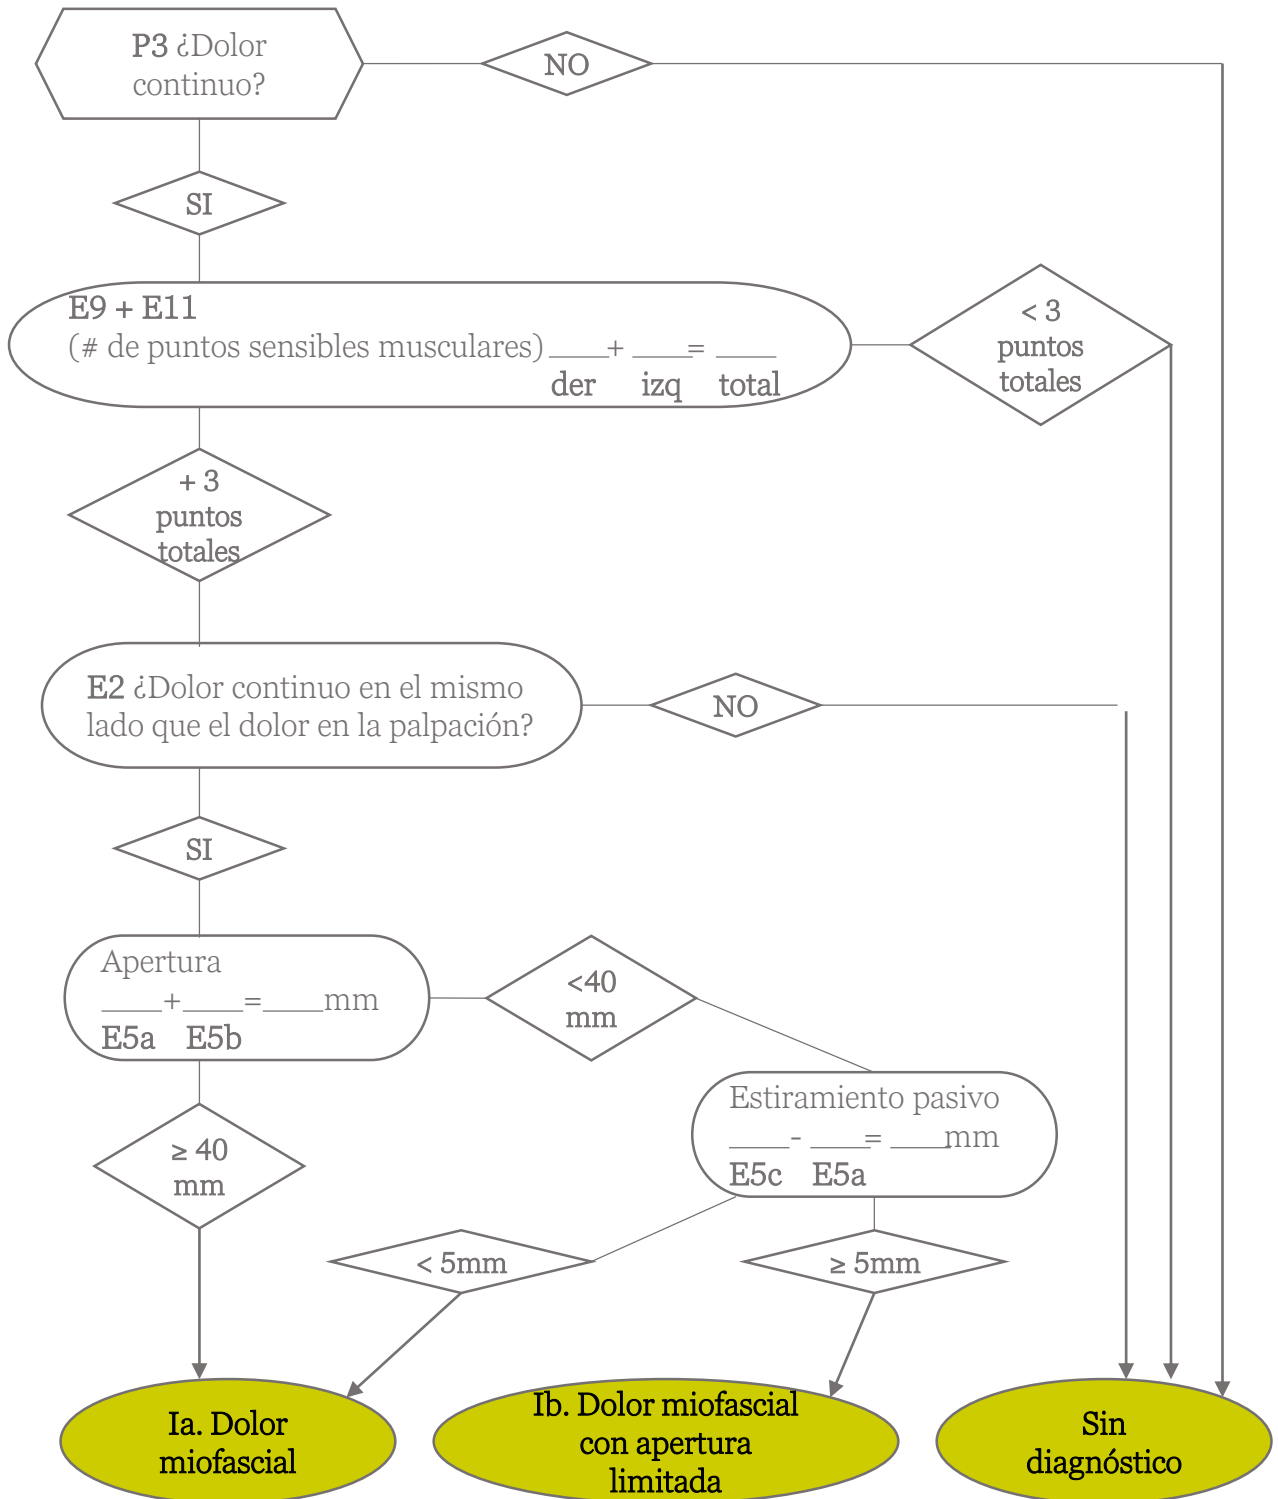 P3 ¿Dolor
continuo?
NO
SI
E9 + E11
(# de puntos sensibles musculares) ____+ ____= ____
der izq total
< 3
puntos
totales
+ 3
puntos
totales
E2 ¿Dolor continuo en el mismo
lado que el dolor en la palpación?
NO
SI
Apertura
____+____=____mm
E5a E5b
<40
mm
Estiramiento pasivo
____- ____= ____mm
E5c E5a
≥ 40
mm
< 5mm
≥ 5mm
Ia. Dolor
miofascial
Ib. Dolor miofascial
con apertura
limitada
Sin
diagnóstico